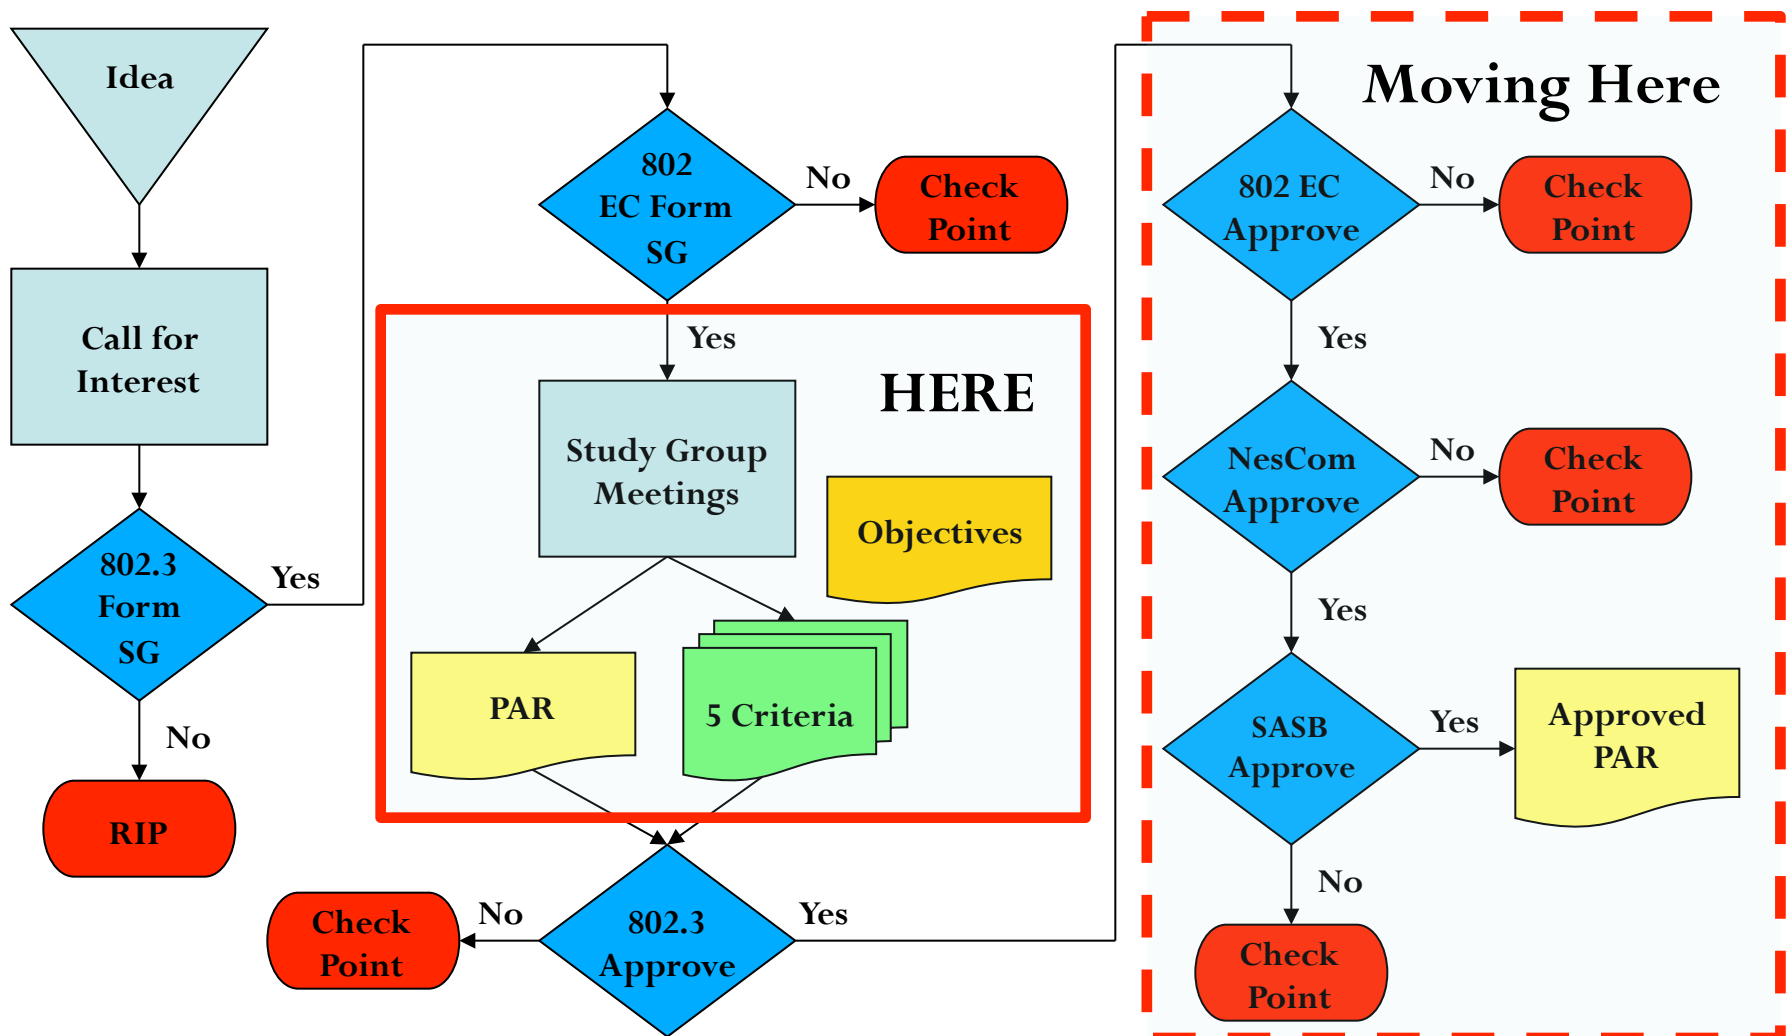 Idea
Call for
Interest
802.3
Form
SG
Yes
No
RIP
802
EC Form
SG
No
Check
Point
Yes
HERE
Study Group
Meetings
Objectives
PAR
5 Criteria
802.3
Approve
No
Check
Point
Yes
Moving Here
802 EC
Approve
No
Check
Point
Yes
NesCom
Approve
No
Check
Point
Yes
SASB
Approve
Yes
Approved
PAR
No
Check
Point